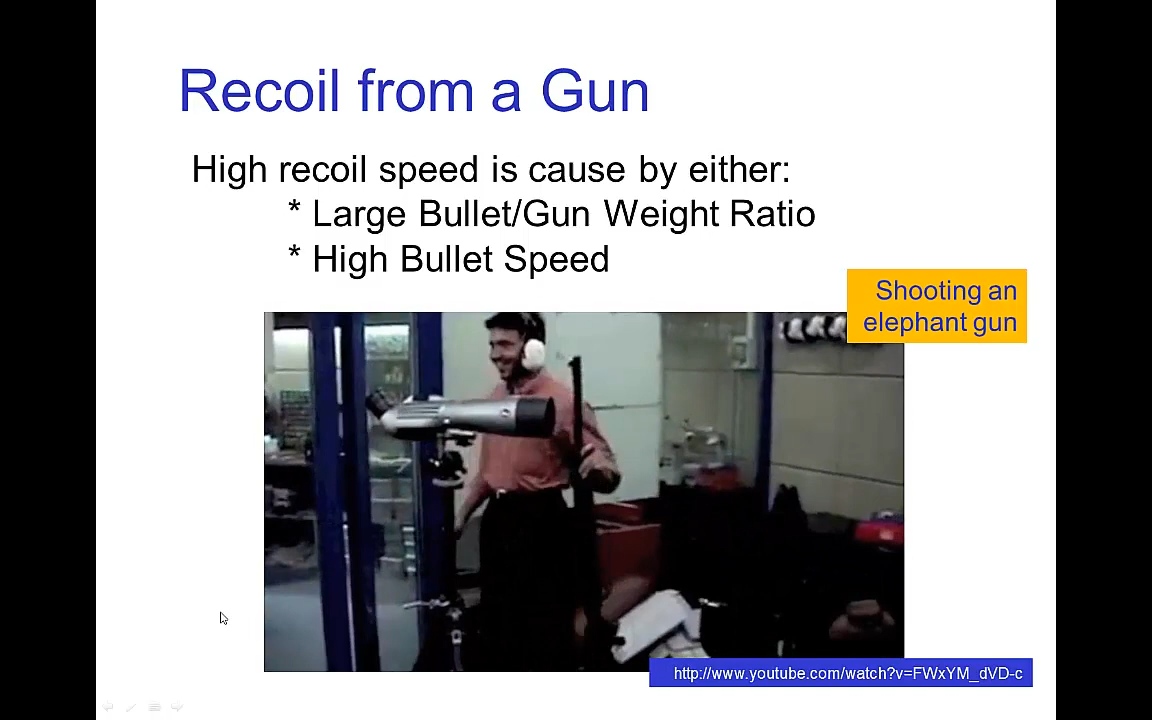 Recoil from a Gun
High recoil speed is cause by either:
* Large Bullet/Gun Weight Ratio
* High Bullet Speed
Shooting an
elephant gun
http://www.youtube.com/watch?v=FWxYM_dVD-c